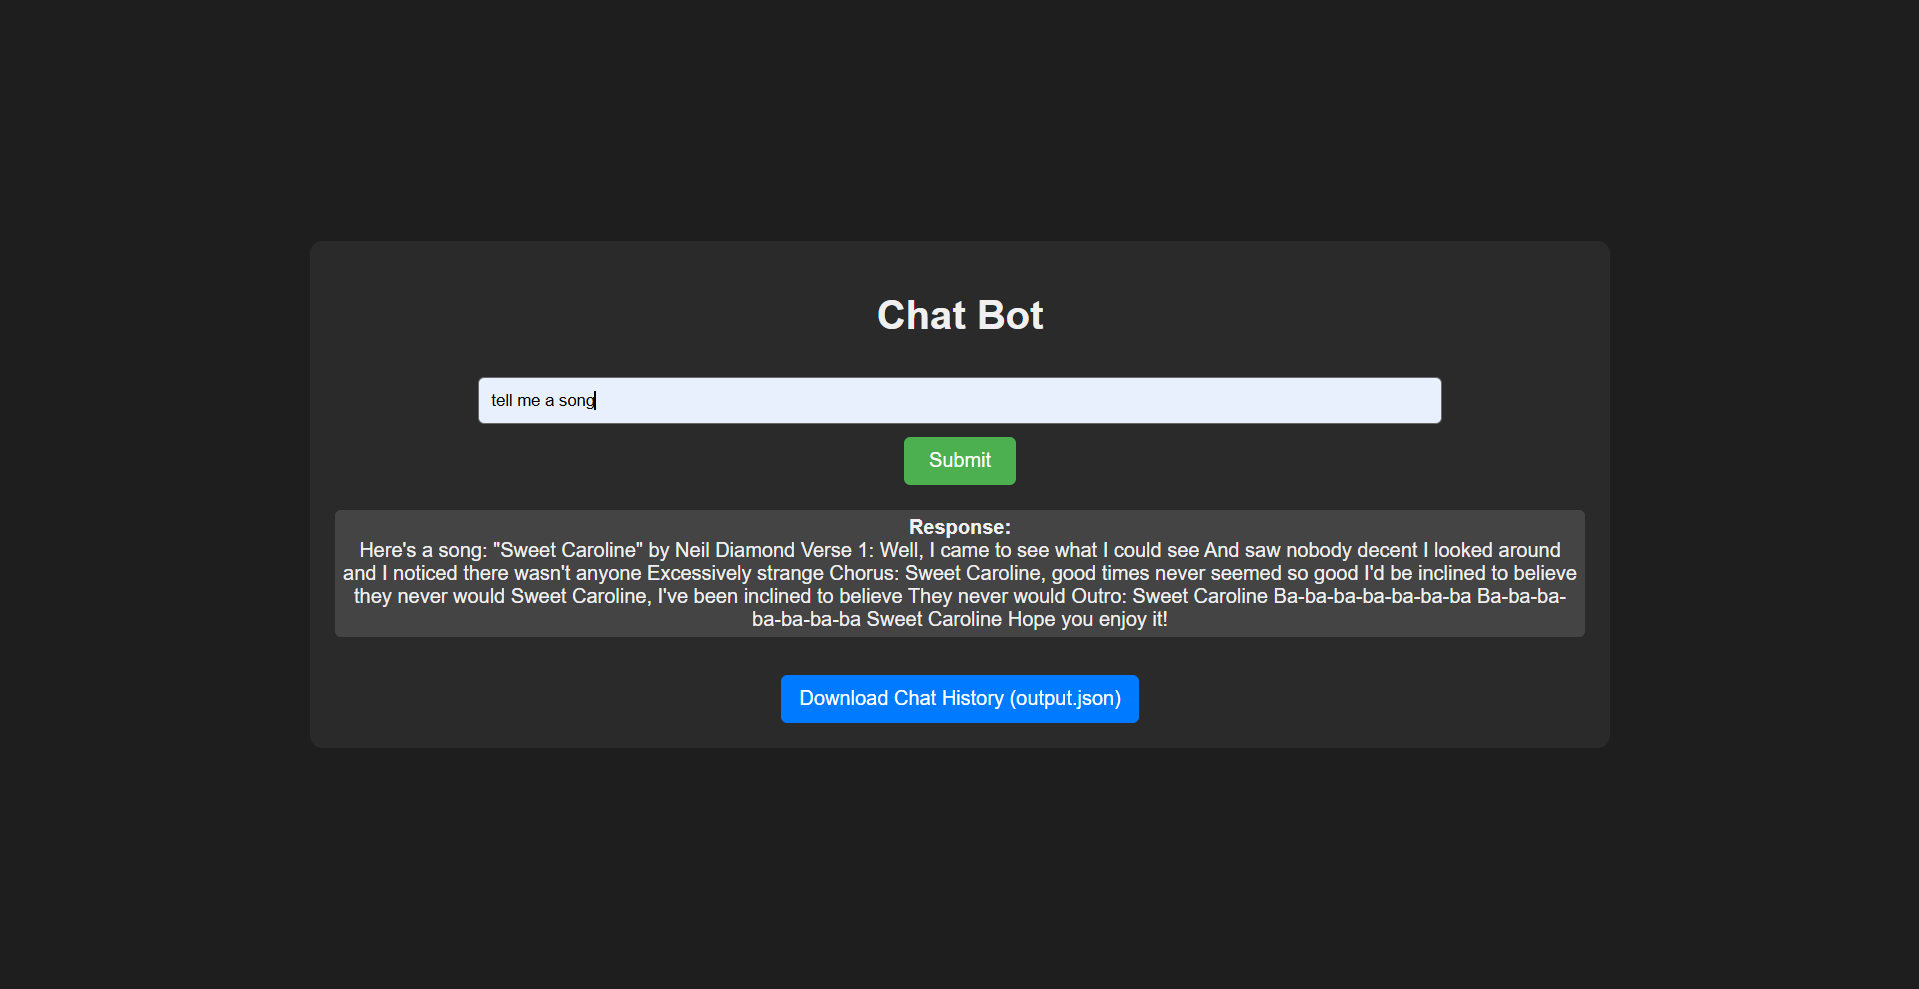 Chat Bot
tell me a song
Submit
Response:
Here's a song: "Sweet Caroline" by Neil Diamond Verse 1: Well, I came to see what I could see And saw nobody decent I looked around
and I noticed there wasn't anyone Excessively strange Chorus: Sweet Caroline, good times never seemed so good I'd be inclined to believe
they never would Sweet Caroline, I've been inclined to believe They never would Outro: Sweet Caroline Ba-ba-ba-ba-ba-ba-ba Ba-ba-ba-
ba-ba-ba-ba Sweet Caroline Hope you enjoy it!
Download Chat History (output.json)